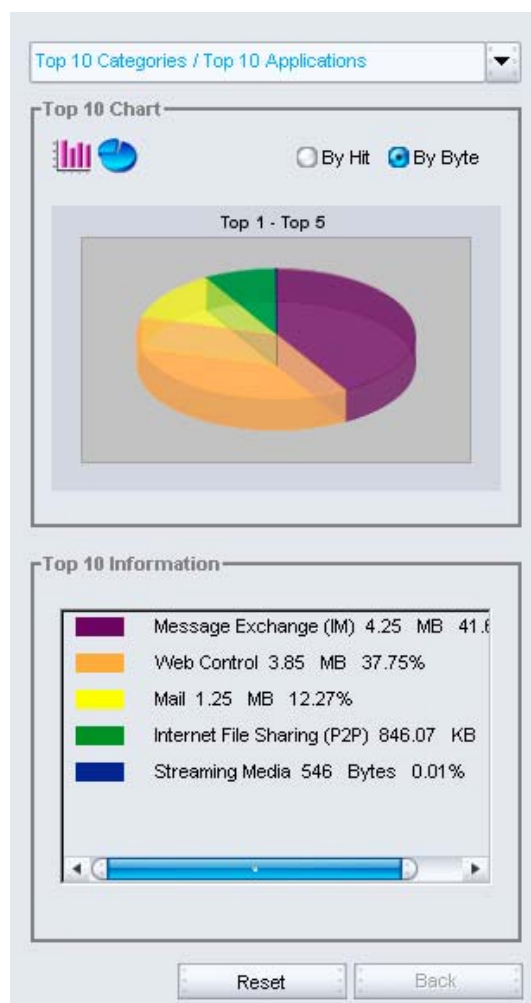 Top 10 Categories / Top 10 Applications
Top 10 Chart
By Hit By Byte
Top 1 - Top 5
Top 10 Information
Message Exchange (IM) 4.25 MB
Web Control 3.85 MB 37.75%
Mail 1.25 MB 12.27%
Internet File Sharing (P2P) 846.07 KB
Streaming Media 546 Bytes 0.01%
Reset Back